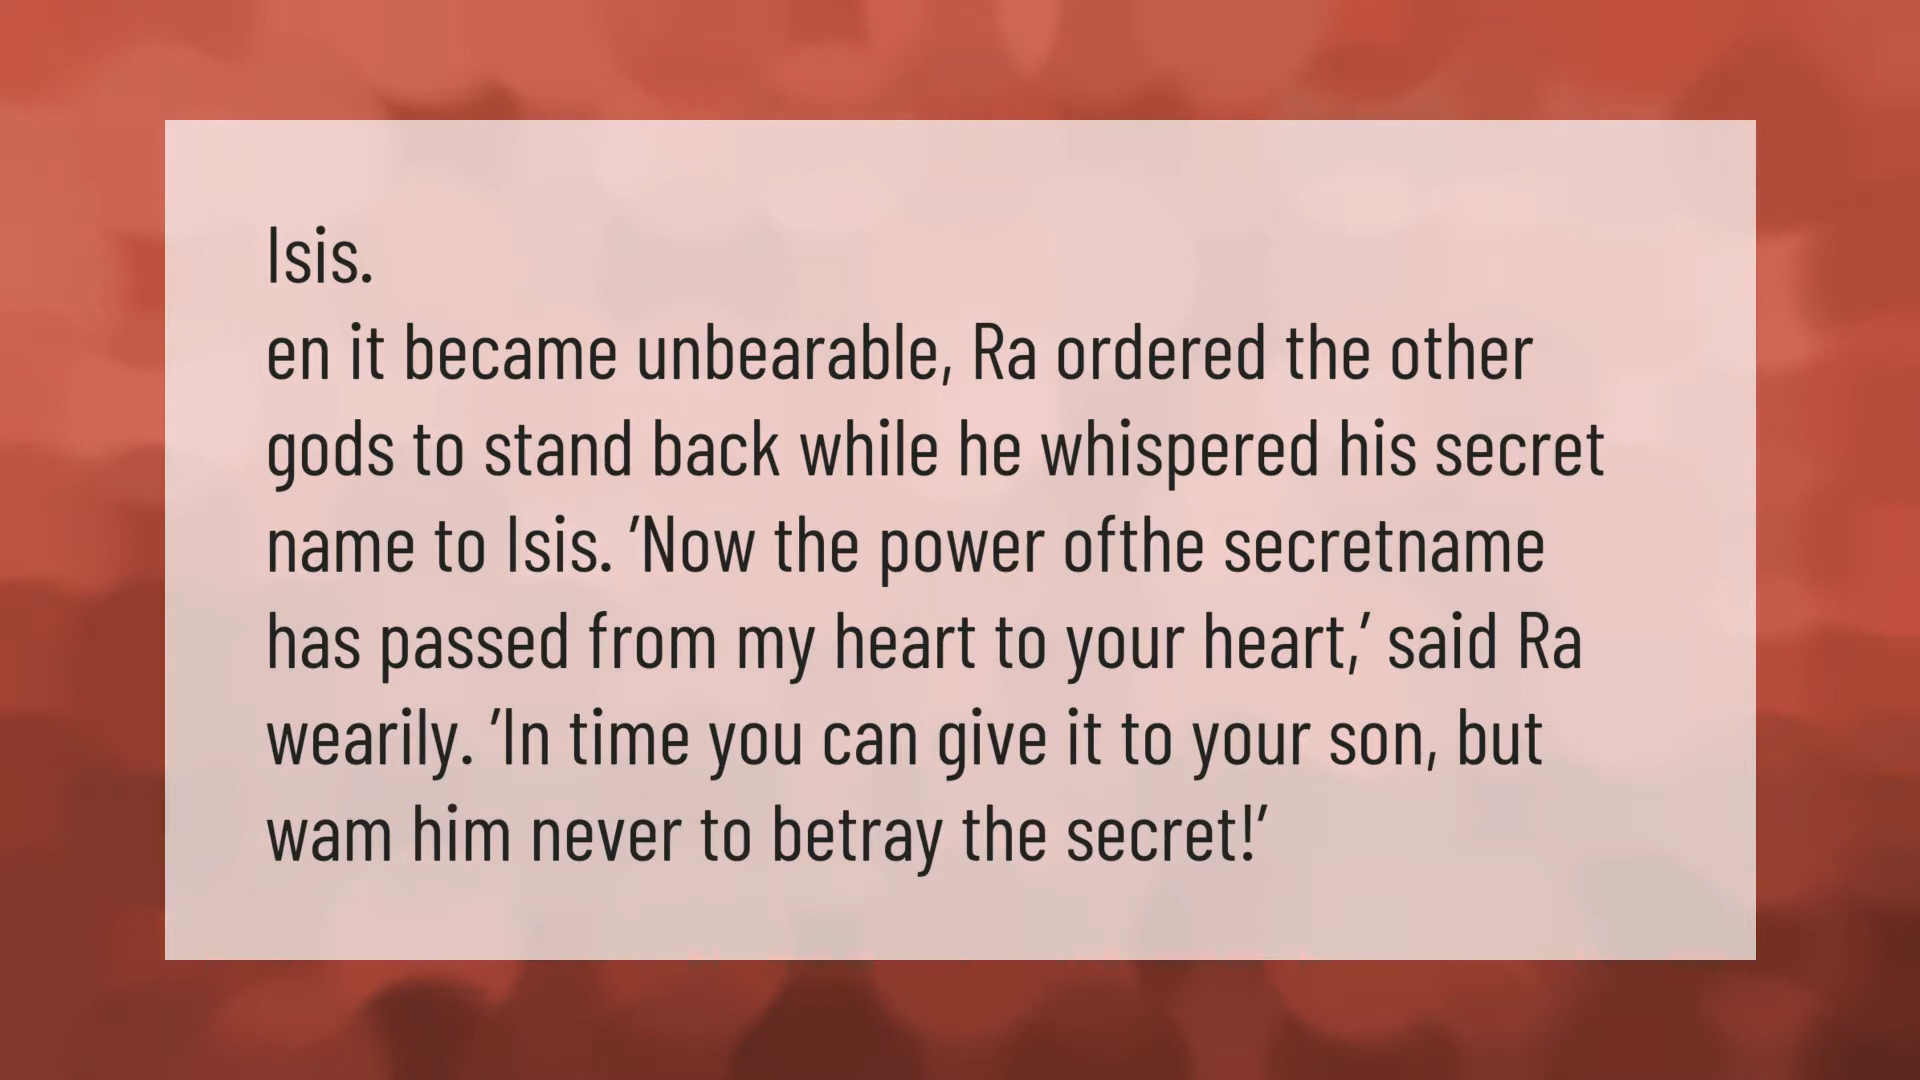 Isis.
en it became unbearable, Ra ordered the other
gods to stand back while he whispered his secret
name to Isis. ’Now the power ofthe secretname
has passed from my heart to your heart,’ said Ra
wearily. ’In time you can give it to your son, but
wam him never to betray the secret!’